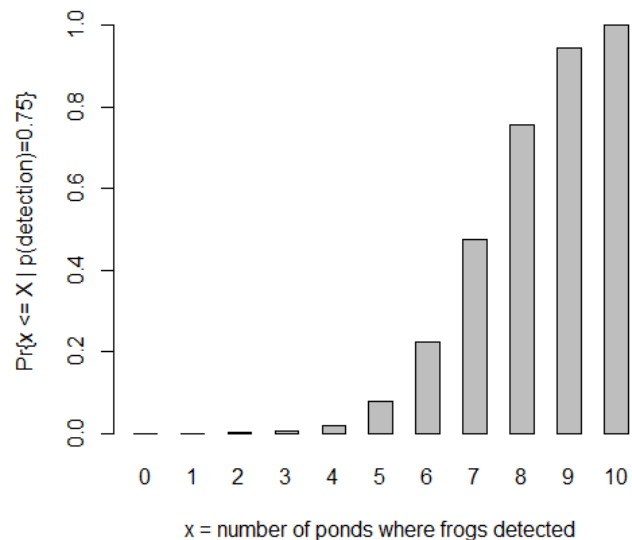 Pr{x <= X | p(detection)=0.75}
1.0
0.8
0.6
0.4
0.2
0.0
0 1 2 3 4 5 6 7 8 9 10
x = number of ponds where frogs detected